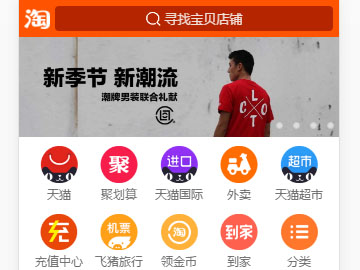 淘 寻找宝贝店铺
新季节 新潮流
潮牌男装联合礼献
CLOT
聚 进口 超市
天猫 聚划算 天猫国际 外卖 天猫超市
充 机票 淘 到家
充值中心 飞猪旅行 领金币 到家 分类